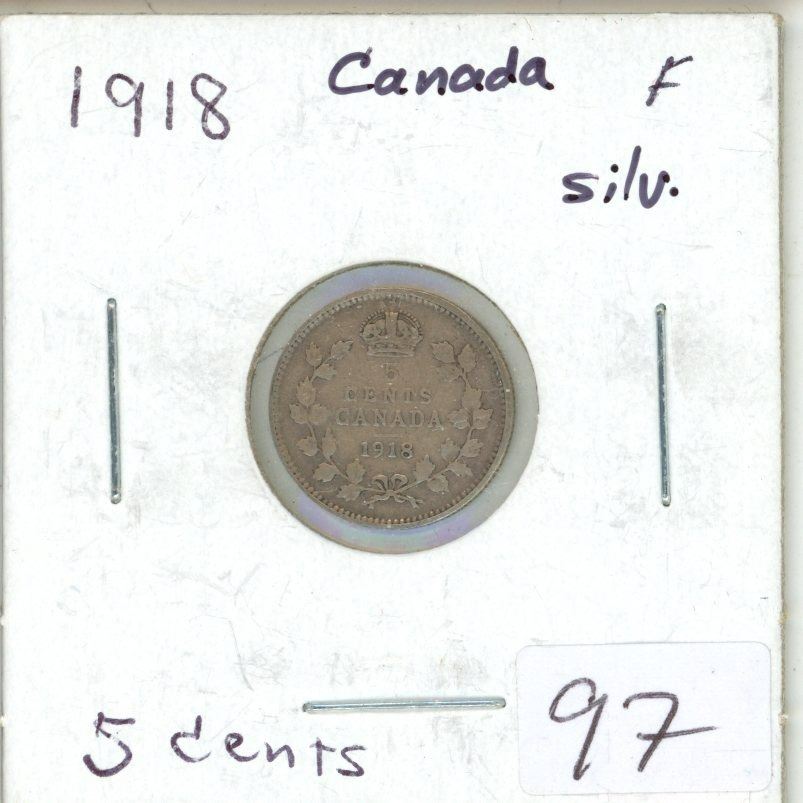 1918 Canada F
silv.
5
CENTS
CANADA
1918
5 cents
97